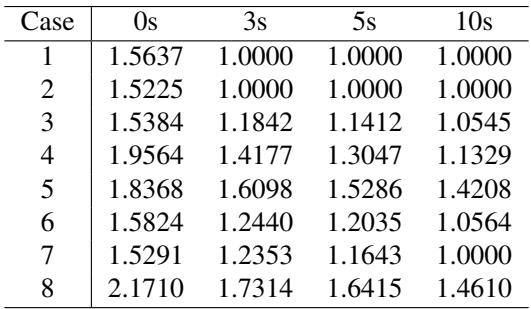 Case 0s 3s 5s 10s
1 1.5637 1.0000 1.0000 1.0000
2 1.5225 1.0000 1.0000 1.0000
3 1.5384 1.1842 1.1412 1.0545
4 1.9564 1.4177 1.3047 1.1329
5 1.8368 1.6098 1.5286 1.4208
6 1.5824 1.2440 1.2035 1.0564
7 1.5291 1.2353 1.1643 1.0000
8 2.1710 1.7314 1.6415 1.4610